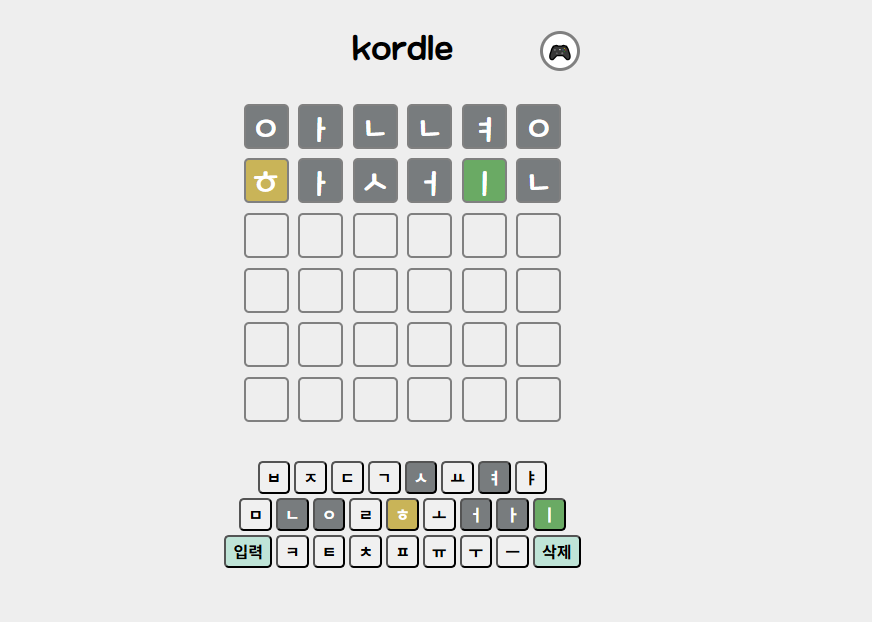 kordle
ㅇ ㅏ ㄴ ㄴ ㅕ ㅇ
ㅎ ㅏ ㅅ ㅓ ㅣ ㄴ
ㅂ ㅈ ㄷ ㄱ ㅅ ㅛ ㅕ ㅑ
ㅁ ㄴ ㅇ ㄹ ㅎ ㅗ ㅓ ㅏ ㅣ
입력 ㅋ ㅌ ㅊ ㅍ ㅠ ㅜ ㅡ 삭제